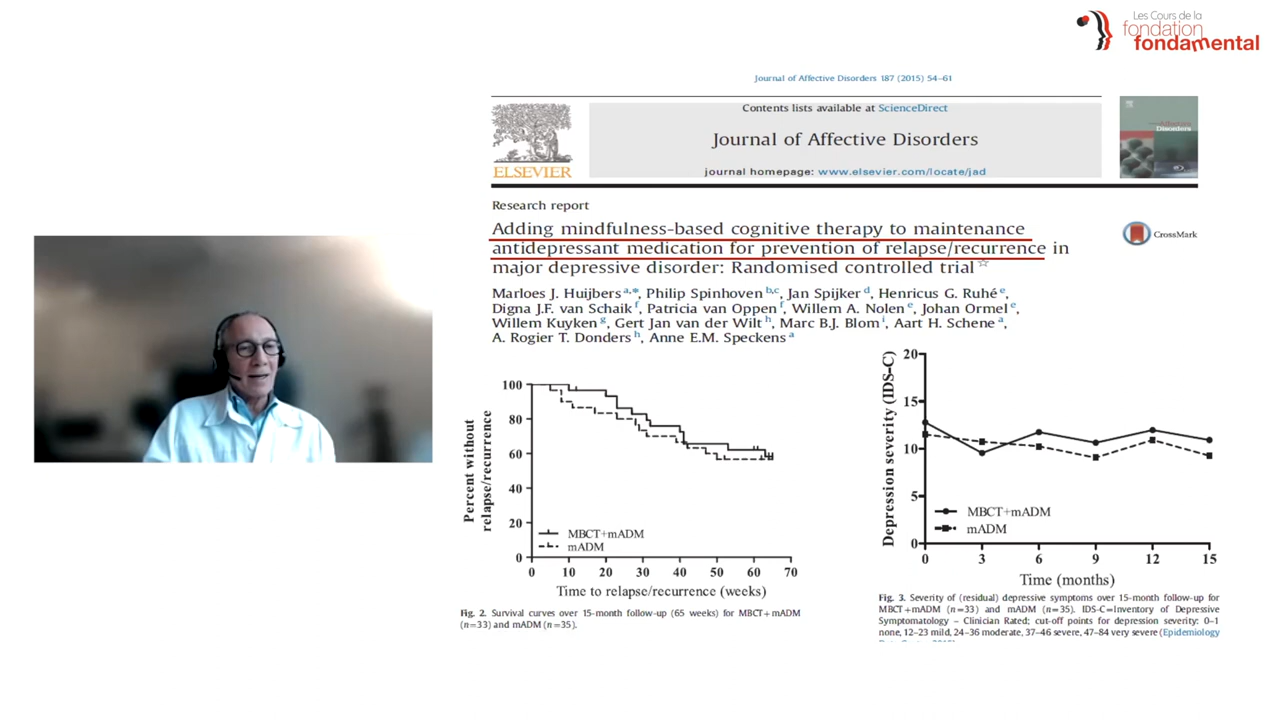 Les Cours de la
fondation
fondamental
Journal of Affective Disorders 187 (2015) 54–61
Contents lists available at ScienceDirect
Journal of Affective Disorders
journal homepage: www.elsevier.com/locate/jad
ELSEVIER
Affective
Disorders
Research report
Adding mindfulness-based cognitive therapy to maintenance
antidepressant medication for prevention of relapse/recurrence in
major depressive disorder: Randomised controlled trial☆
CrossMark
Marloes J. Huijbers a,*, Philip Spinhoven b,c, Jan Spijker d, Henricus G. Ruhé e,
Digna J.F. van Schaik f, Patricia van Oppen f, Willem A. Nolen e, Johan Ormel e,
Willem Kuyken g, Gert Jan van der Wilt h, Marc B.J. Blom i, Aart H. Schene a,
A. Rogier T. Donders h, Anne E.M. Speckens a
Percent without
relapse/recurrence
100
80
60
40
20
0
MBCT+mADM
mADM
0 10 20 30 40 50 60 70
Time to relapse/recurrence (weeks)
Fig. 2. Survival curves over 15-month follow-up (65 weeks) for MBCT+mADM
(n=33) and mADM (n=35).
Depression severity (IDS-C)
20
15
10
5
0
MBCT+mADM
mADM
0 3 6 9 12 15
Time (months)
Fig. 3. Severity of (residual) depressive symptoms over 15-month follow-up for
MBCT+mADM (n=33) and mADM (n=35). IDS-C=Inventory of Depressive
Symptomatology – Clinician Rated; cut-off points for depression severity: 0–1
none, 12–23 mild, 24–36 moderate, 37–46 severe, 47–84 very severe (Epidemiology